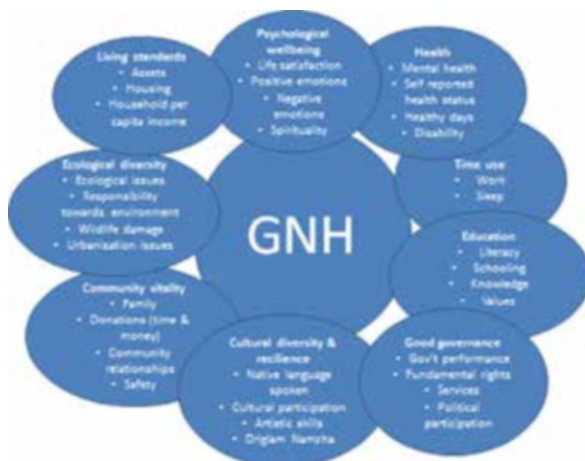 Psychological
wellbeing
• Life satisfaction
• Positive emotions
• Negative
emotions
• Spirituality
Health
• Mental health
• Self reported
health status
• Healthy days
• Disability
Time use
• Work
• Sleep
Education
• Literacy
• Schooling
• Knowledge
• Values
Good governance
• Gov't performance
• Fundamental rights
• Services
• Political
participation
Cultural diversity &
resilience
• Native language
spoken
• Cultural participation
• Artistic skills
• Driglam Namzha
Community vitality
• Family
• Donations (time &
money)
• Community
relationships
• Safety
Ecological diversity
• Ecological issues
• Responsibility
towards environment
• Wildlife damage
• Urbanisation issues
Living standards
• Assets
• Housing
• Household per
capita income
GNH